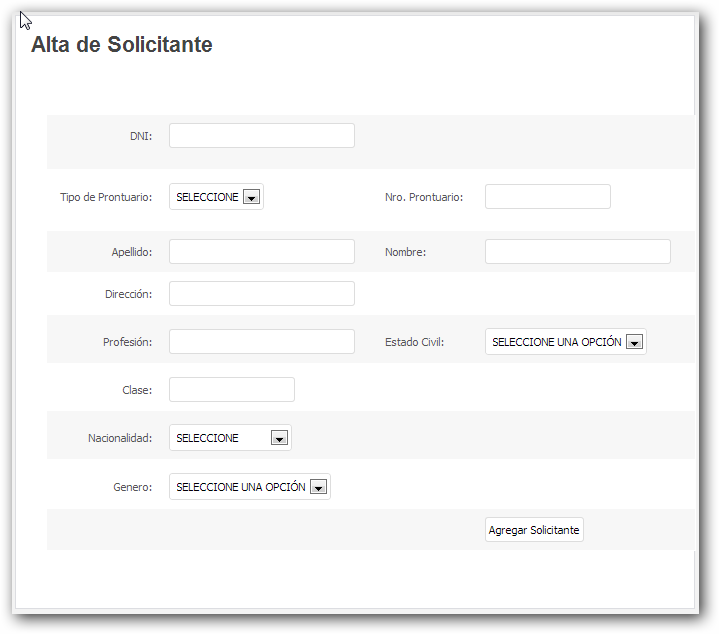 Alta de Solicitante
DNI:
Tipo de Prontuario: SELECCIONE Nro. Prontuario:
Apellido: Nombre:
Dirección:
Profesión: Estado Civil: SELECCIONE UNA OPCIÓN
Clase:
Nacionalidad: SELECCIONE
Genero: SELECCIONE UNA OPCIÓN
Agregar Solicitante